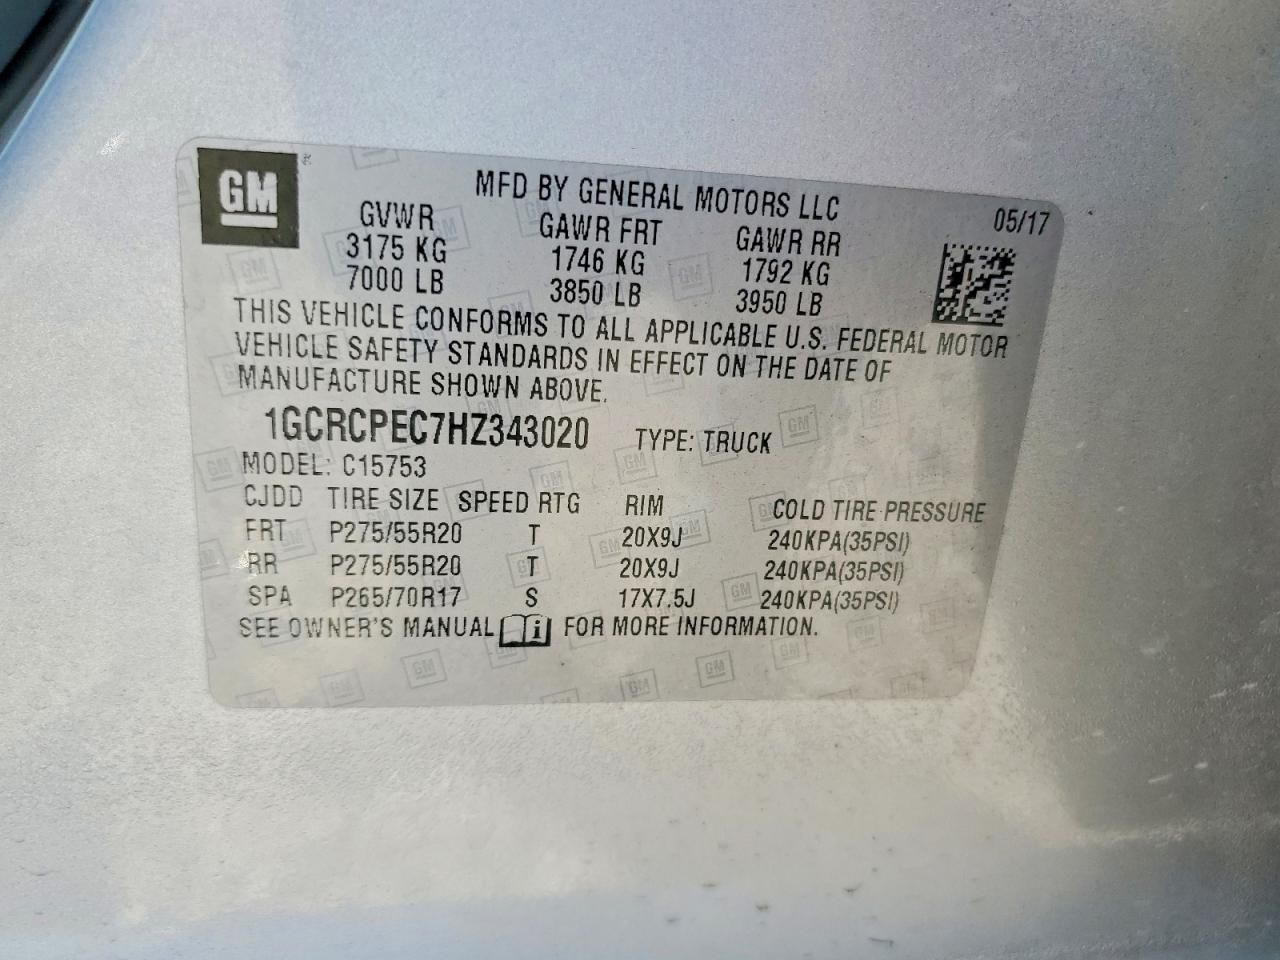 GM
MFD BY GENERAL MOTORS LLC 05/17
GVWR GAWR FRT GAWR RR
3175 KG 1746 KG 1792 KG
7000 LB 3850 LB 3950 LB
THIS VEHICLE CONFORMS TO ALL APPLICABLE U.S. FEDERAL MOTOR
VEHICLE SAFETY STANDARDS IN EFFECT ON THE DATE OF
MANUFACTURE SHOWN ABOVE.
1GCRCPEC7HZ343020 TYPE: TRUCK
MODEL: C15753
CJDD TIRE SIZE SPEED RTG RIM COLD TIRE PRESSURE
FRT P275/55R20 T 20X9J 240KPA(35PSI)
RR P275/55R20 T 20X9J 240KPA(35PSI)
SPA P265/70R17 S 17X7.5J 240KPA(35PSI)
SEE OWNER'S MANUAL i FOR MORE INFORMATION.